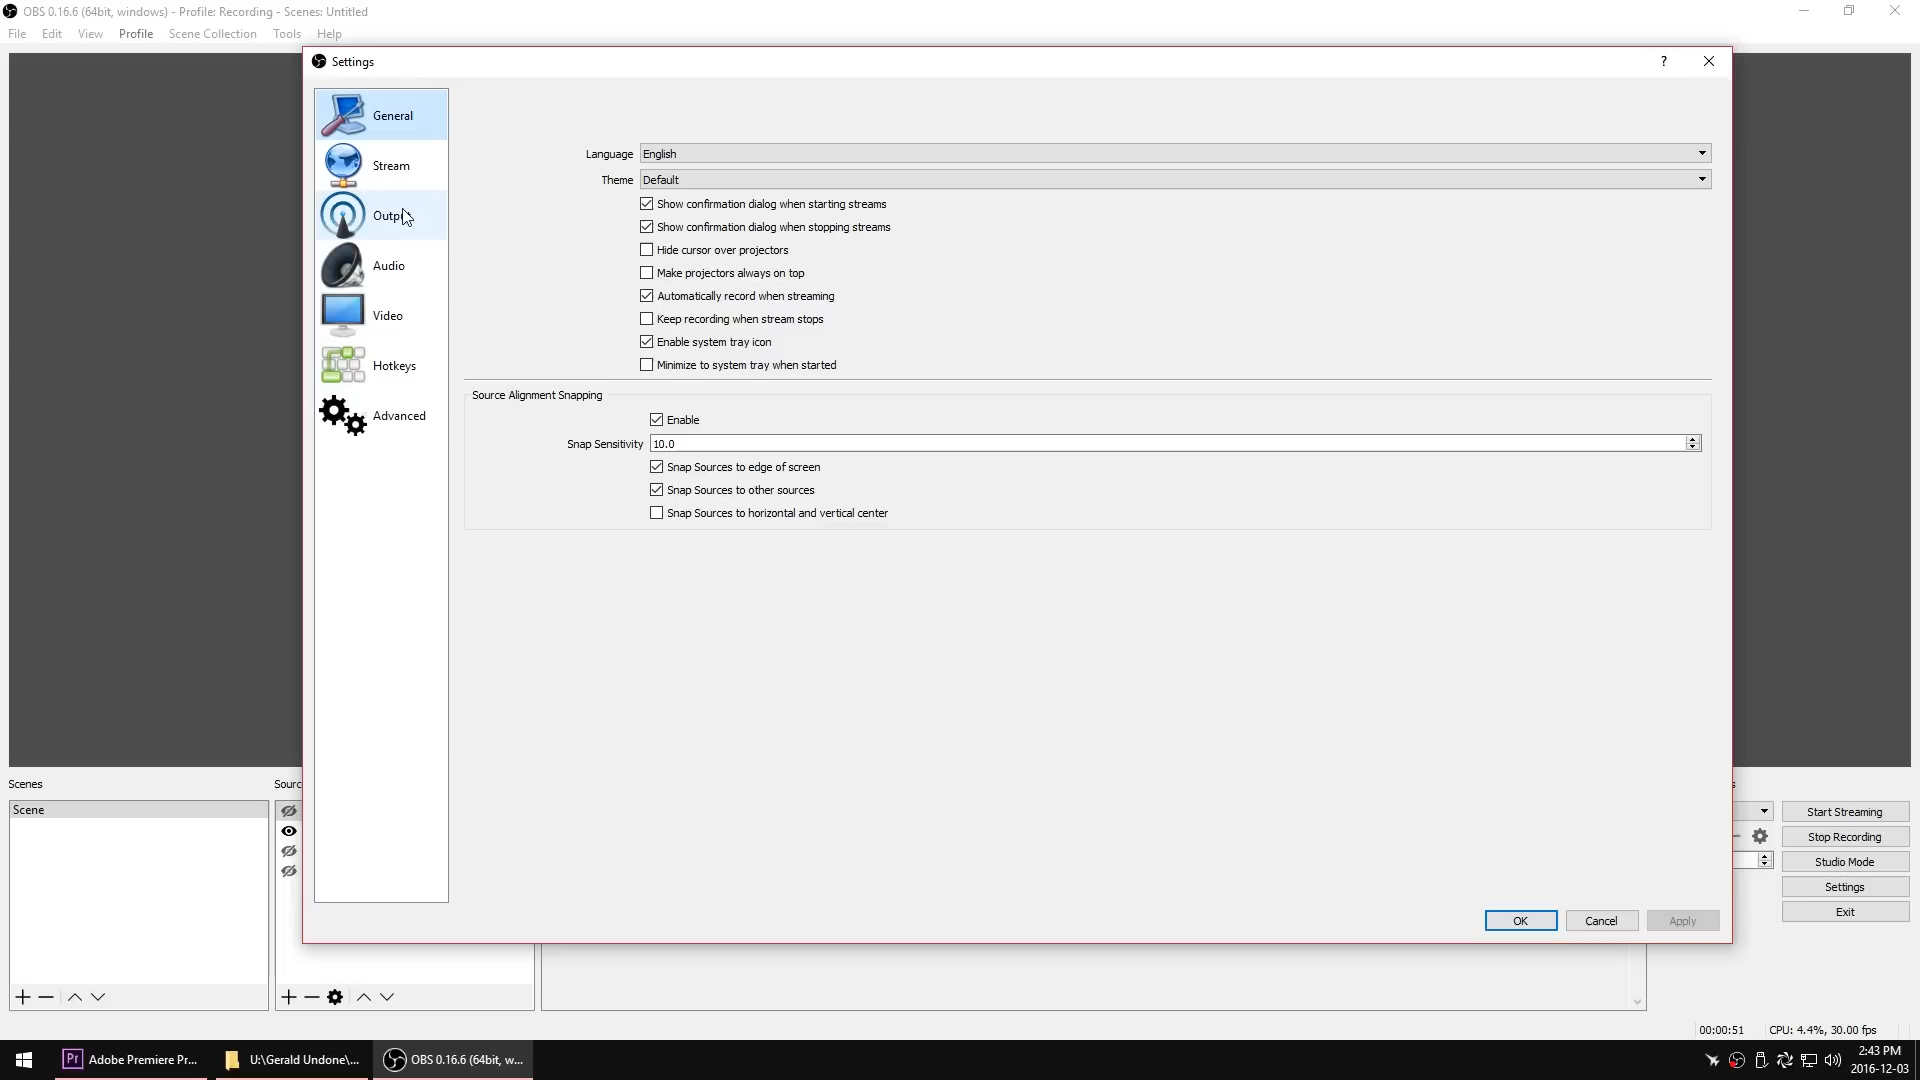 OBS 0.16.6 (64bit, windows) - Profile: Recording - Scenes: Untitled
File Edit View Profile Scene Collection Tools Help
Settings
?
General
Stream
Audio
Video
Hotkeys
Advanced
Language English
Theme Default
Show confirmation dialog when starting streams
Show confirmation dialog when stopping streams
Hide cursor over projectors
Make projectors always on top
Automatically record when streaming
Keep recording when stream stops
Enable system tray icon
Minimize to system tray when started
Source Alignment Snapping
Enable
Snap Sensitivity 10.0
Snap Sources to edge of screen
Snap Sources to other sources
Snap Sources to horizontal and vertical center
OK Cancel Apply
Scenes
Scene
Start Streaming
Stop Recording
Studio Mode
Settings
Exit
00:00:51 CPU: 4.4%, 30.00 fps
Pr Adobe Premiere Pr... U:\Gerald Undone\... OBS 0.16.6 (64bit, w...
2:43 PM
2016-12-03